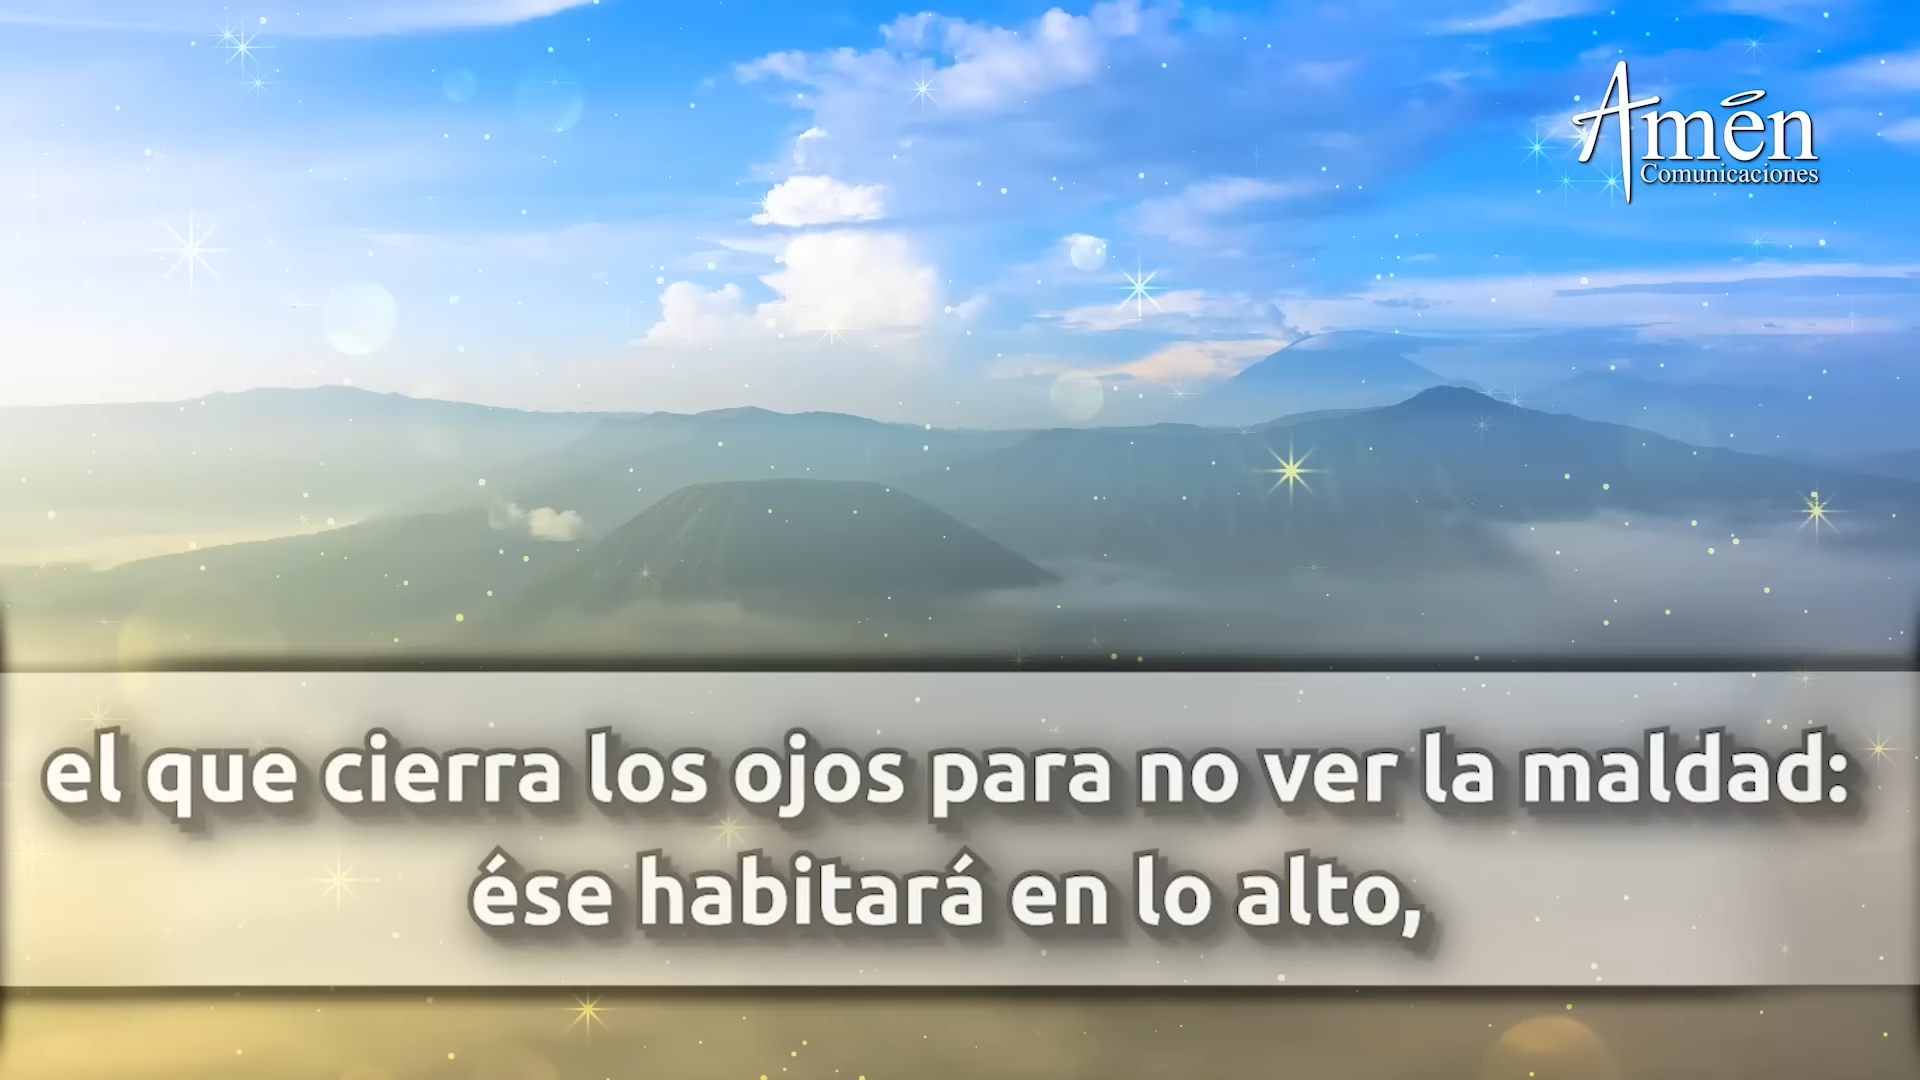 Amén
Comunicaciones
el que cierra los ojos para no ver la maldad:
ése habitará en lo alto,